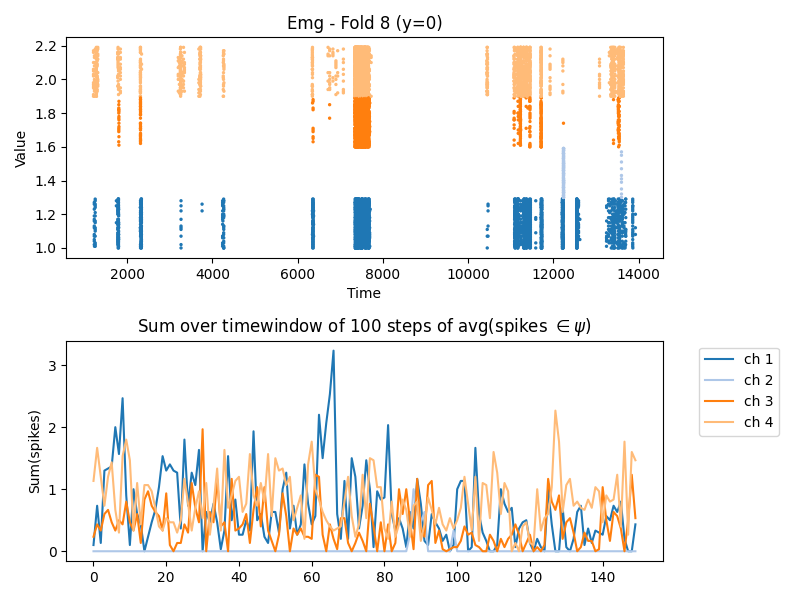 Emg - Fold 8 (y=0)
Value
2.2
2.0
1.8
1.6
1.4
1.2
1.0
2000 4000 6000 8000 10000 12000 14000
Time
Sum over timewindow of 100 steps of avg(spikes ∈ψ)
Sum(spikes)
3
2
1
0
0 20 40 60 80 100 120 140
ch 1
ch 2
ch 3
ch 4